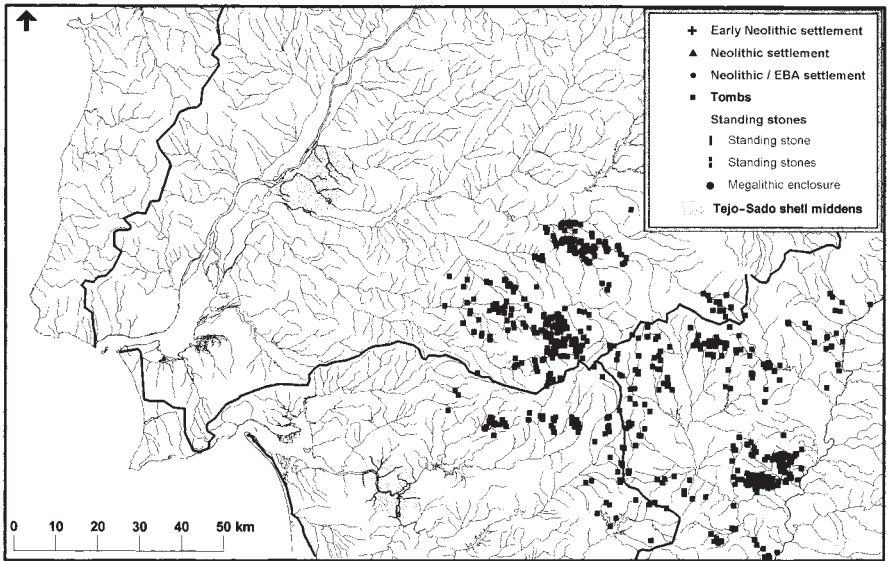 Early Neolithic settlement
Neolithic settlement
Neolithic / EBA settlement
Tombs
Standing stones
Standing stone
Standing stones
Megalithic enclosure
Tejo-Sado shell middens
0 10 20 30 40 50 km